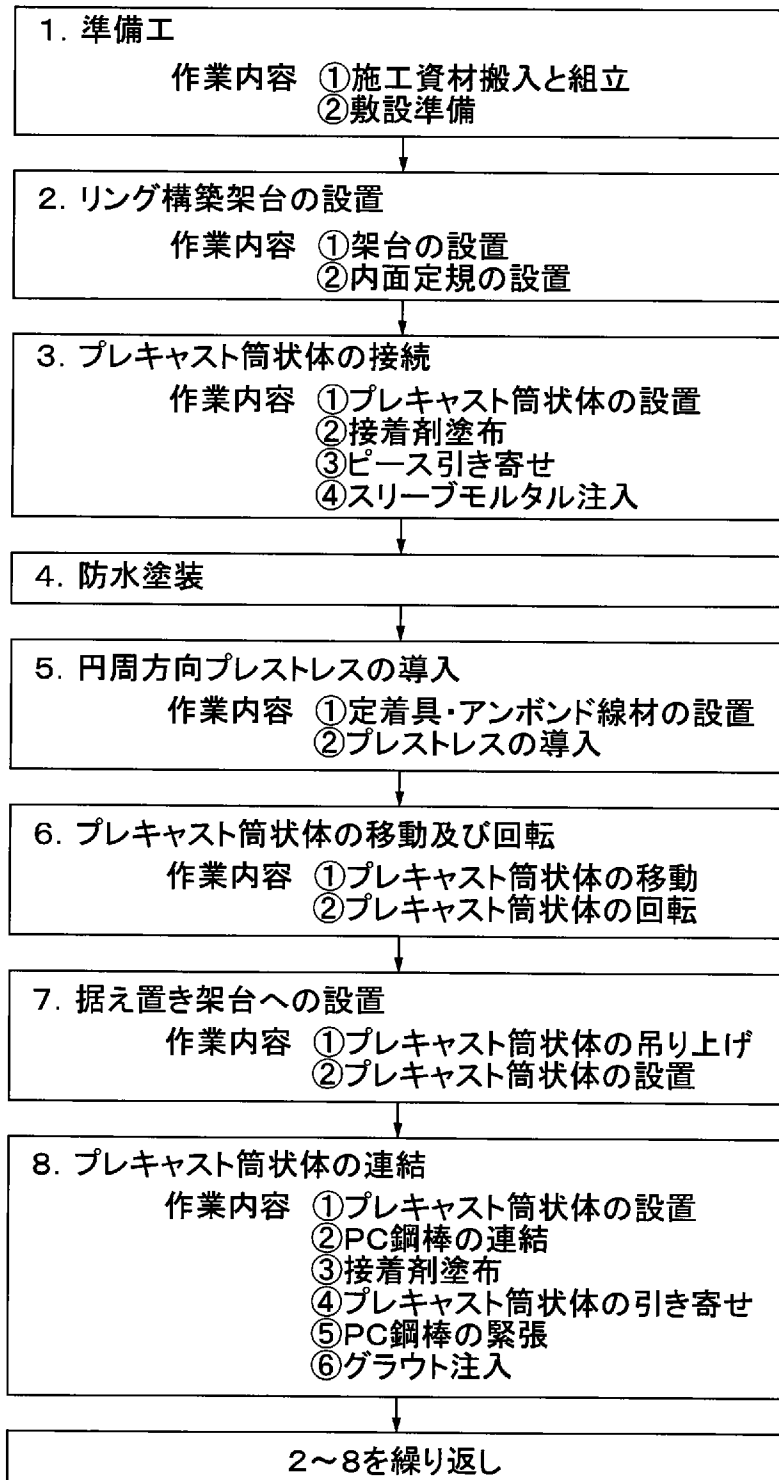 1. 準備工
作業内容 ①施工資材搬入と組立
②敷設準備
2. リング構築架台の設置
作業内容 ①架台の設置
②内面定規の設置
3. プレキャスト筒状体の接続
作業内容 ①プレキャスト筒状体の設置
②接着剤塗布
③ピース引き寄せ
④スリーブモルタル注入
4. 防水塗装
5. 円周方向プレストレスの導入
作業内容 ①定着具・アンボンド線材の設置
②プレストレスの導入
6. プレキャスト筒状体の移動及び回転
作業内容 ①プレキャスト筒状体の移動
②プレキャスト筒状体の回転
7. 据え置き架台への設置
作業内容 ①プレキャスト筒状体の吊り上げ
②プレキャスト筒状体の設置
8. プレキャスト筒状体の連結
作業内容 ①プレキャスト筒状体の設置
②PC鋼棒の連結
③接着剤塗布
④プレキャスト筒状体の引き寄せ
⑤PC鋼棒の緊張
⑥グラウト注入
2～8を繰り返し